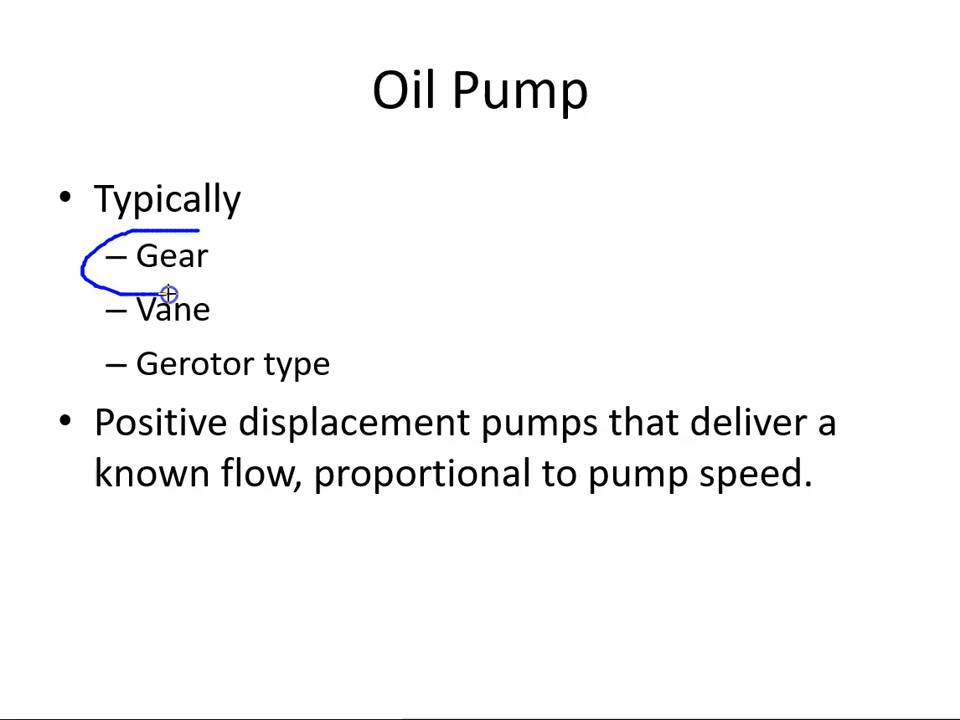 Oil Pump
• Typically
– Gear
– Vane
– Gerotor type
• Positive displacement pumps that deliver a
known flow, proportional to pump speed.